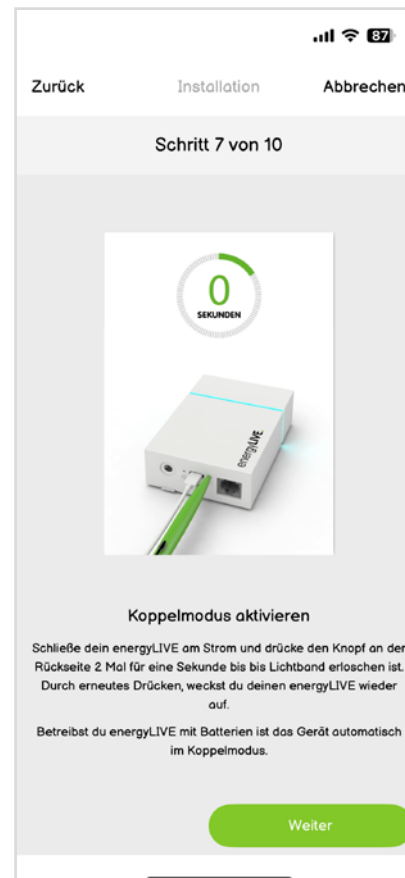 87
Zurück Installation Abbrechen
Schritt 7 von 10
0
SEKUNDEN
energyLIVE
Koppelmodus aktivieren
Schließe dein energyLIVE am Strom und drücke den Knopf an der
Rückseite 2 Mal für eine Sekunde bis bis Lichtband erloschen ist.
Durch erneutes Drücken, weckst du deinen energyLIVE wieder
auf.
Betreibst du energyLIVE mit Batterien ist das Gerät automatisch
im Koppelmodus.
Weiter